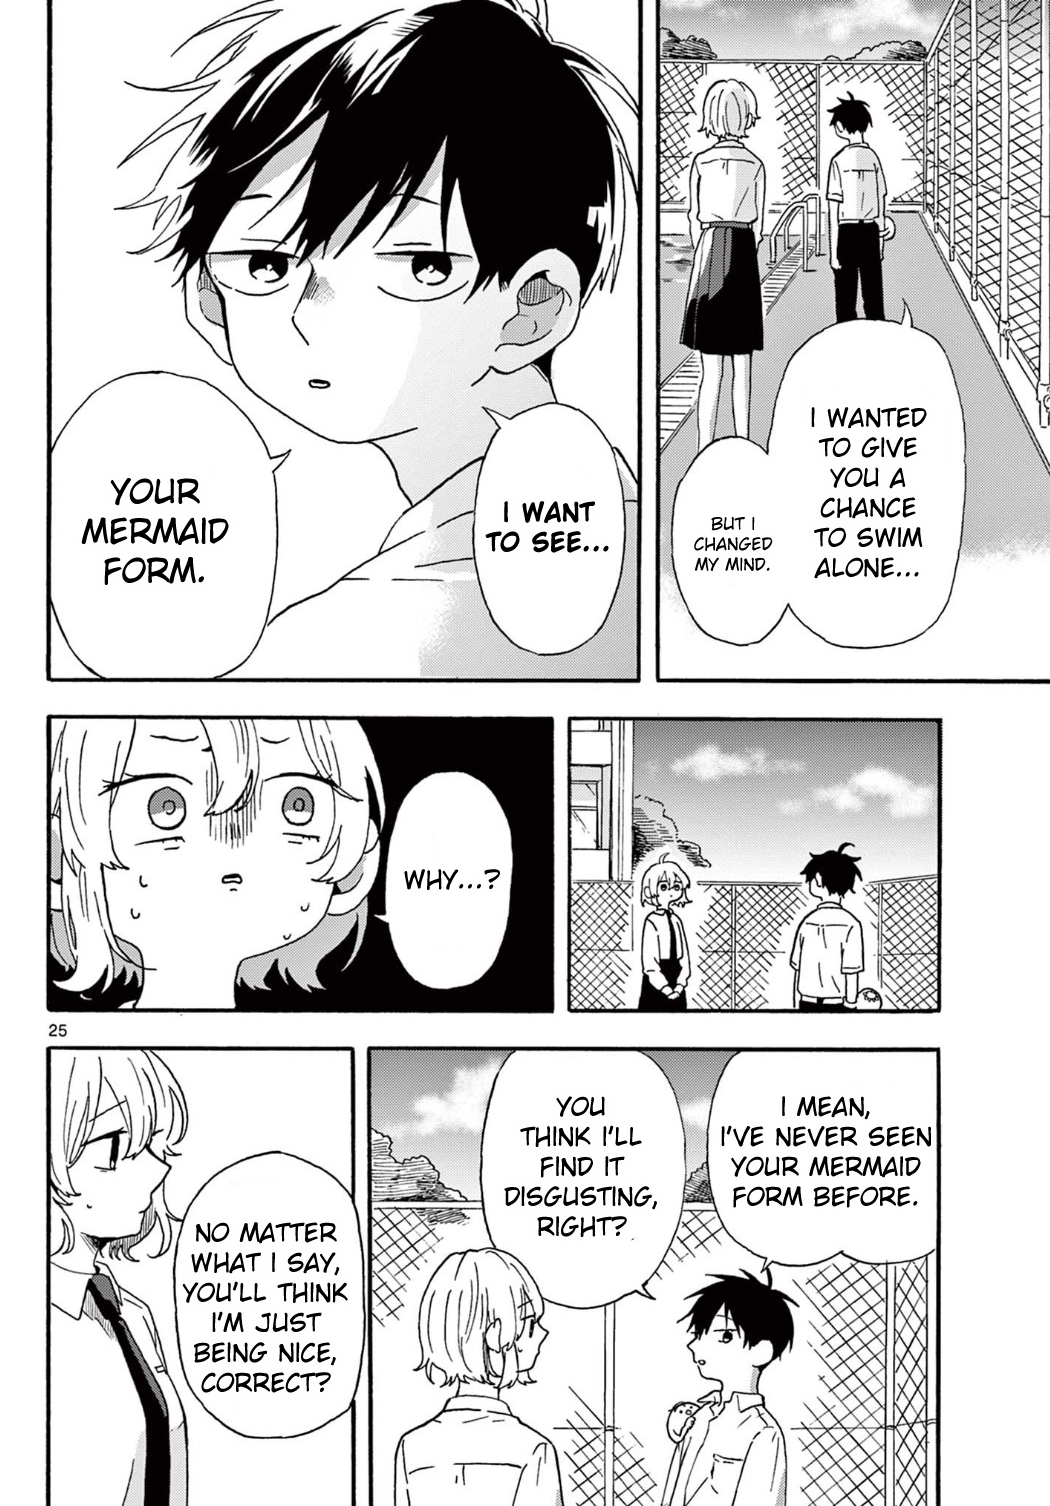 I WANTED
TO GIVE
YOU A
CHANCE
TO SWIM
ALONE...
BUT I
CHANGED
MY MIND.
I WANT
TO SEE...
YOUR
MERMAID
FORM.
WHY...?
25
I MEAN,
I'VE NEVER SEEN
YOUR MERMAID
FORM BEFORE.
YOU
THINK I'LL
FIND IT
DISGUSTING,
RIGHT?
NO MATTER
WHAT I SAY,
YOU'LL THINK
I'M JUST
BEING NICE,
CORRECT?